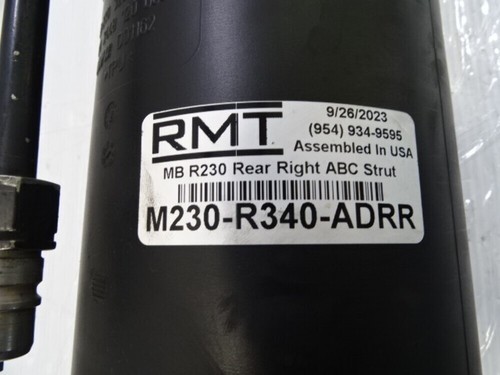 RMT
9/26/2023
(954) 934-9595
Assembled In USA
MB R230 Rear Right ABC Strut
M230-R340-ADRR